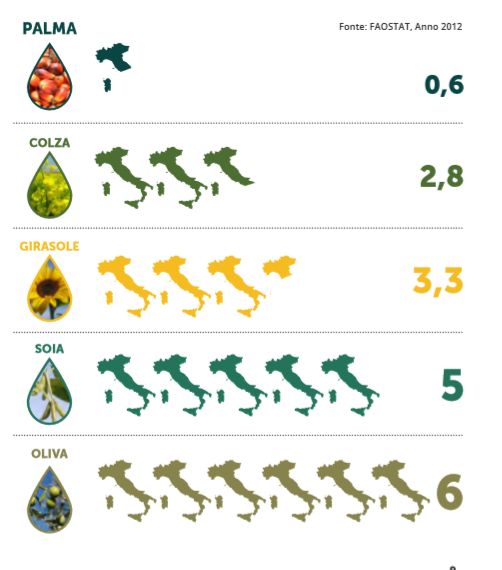 PALMA
Fonte: FAOSTAT, Anno 2012
0,6
COLZA
2,8
GIRASOLE
3,3
SOIA
5
OLIVA
6